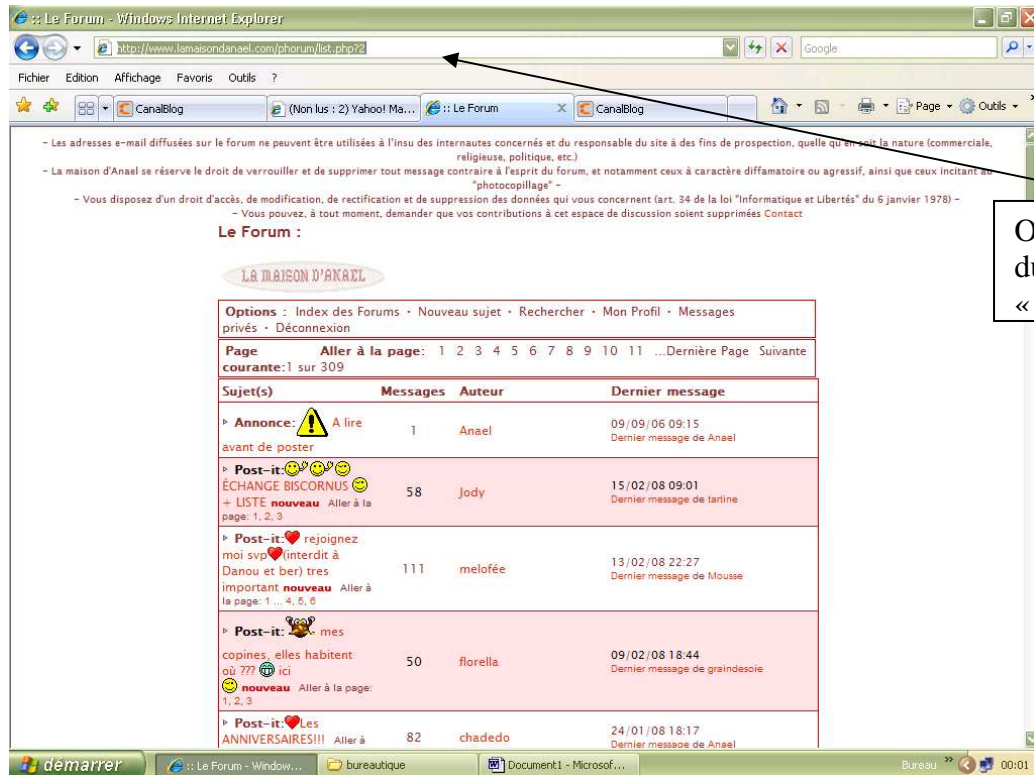 :: Le Forum - Windows Internet Explorer
http://www.lamaisondanael.com/phorum/list.php?2
Google
Fichier Edition Affichage Favoris Outils ?
CanalBlog
(Non lus : 2) Yahoo! Ma...
:: Le Forum
CanalBlog
Page
Outils
- Les adresses e-mail diffusées sur le forum ne peuvent être utilisées à l'insu des internautes concernés et du responsable du site à des fins de prospection, quelle qu'en soit la nature (commerciale,
religieuse, politique, etc.)
- La maison d'Anael se réserve le droit de verrouiller et de supprimer tout message contraire à l'esprit du forum, et notamment ceux à caractère diffamatoire ou agressif, ainsi que ceux incitant au
"photocopillage" -
- Vous disposez d'un droit d'accès, de modification, de rectification et de suppression des données qui vous concernent (art. 34 de la loi "Informatique et Libertés" du 6 janvier 1978) -
- Vous pouvez, à tout moment, demander que vos contributions à cet espace de discussion soient supprimées Contact
Le Forum :
LA MAISON D'ANAEL
Options : Index des Forums · Nouveau sujet · Rechercher · Mon Profil · Messages
privés · Déconnexion
Page Aller à la page: 1 2 3 4 5 6 7 8 9 10 11 ...Dernière Page Suivante
courante:1 sur 309
Sujet(s) Messages Auteur Dernier message
Annonce: A lire
avant de poster
1
Anael
09/09/06 09:15
Dernier message de Anael
Post-it:
ÉCHANGE BISCORNUS
+ LISTE nouveau Aller à la
page: 1, 2, 3
58
Jody
15/02/08 09:01
Dernier message de tartine
Post-it: rejoignez
moi svp (interdit à
Danou et ber) tres
important nouveau Aller à
la page: 1 ... 4, 5, 6
111
melofée
13/02/08 22:27
Dernier message de Mousse
Post-it: mes
copines, elles habitent
où ??? ici
nouveau Aller à la page:
1, 2, 3
50
florella
09/02/08 18:44
Dernier message de graindesoie
Post-it: Les
ANNIVERSAIRES!!! Aller à
82
chadedo
24/01/08 18:17
Dernier message de Anael
O
du
«
démarrer
:: Le Forum - Window...
bureautique
Document1 - Microsof...
Bureau
00:01